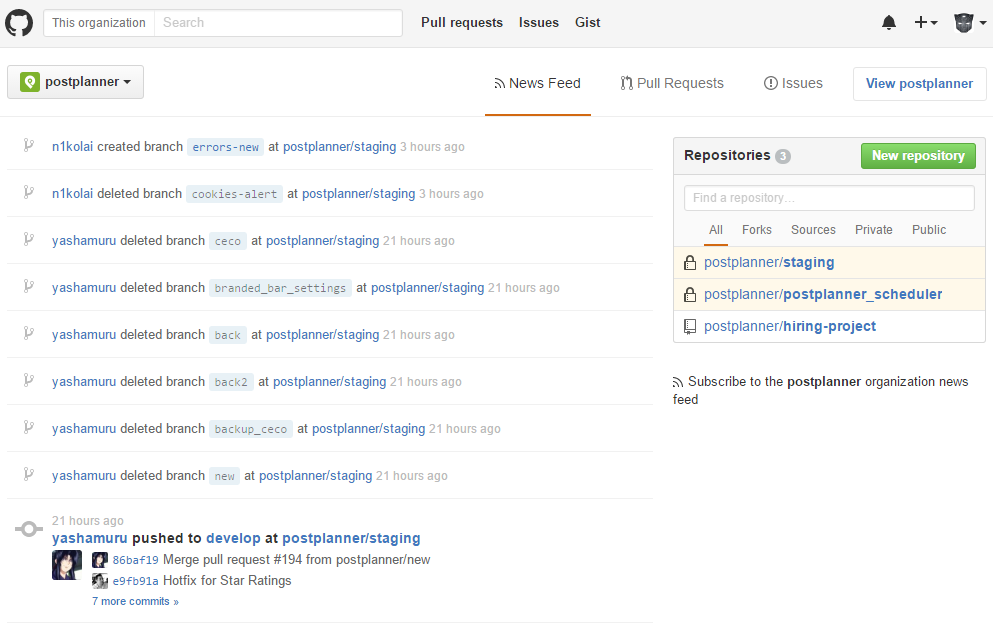 This organization Search Pull requests Issues Gist
postplanner News Feed Pull Requests Issues View postplanner
n1kolai created branch errors-new at postplanner/staging 3 hours ago
n1kolai deleted branch cookies-alert at postplanner/staging 3 hours ago
yashamuru deleted branch ceco at postplanner/staging 21 hours ago
yashamuru deleted branch branded_bar_settings at postplanner/staging 21 hours ago
yashamuru deleted branch back at postplanner/staging 21 hours ago
yashamuru deleted branch back2 at postplanner/staging 21 hours ago
yashamuru deleted branch backup_ceco at postplanner/staging 21 hours ago
yashamuru deleted branch new at postplanner/staging 21 hours ago
21 hours ago
yashamuru pushed to develop at postplanner/staging
86baf19 Merge pull request #194 from postplanner/new
e9fb91a Hotfix for Star Ratings
7 more commits »
Repositories 3 New repository
Find a repository...
All Forks Sources Private Public
postplanner/staging
postplanner/postplanner_scheduler
postplanner/hiring-project
Subscribe to the postplanner organization news
feed